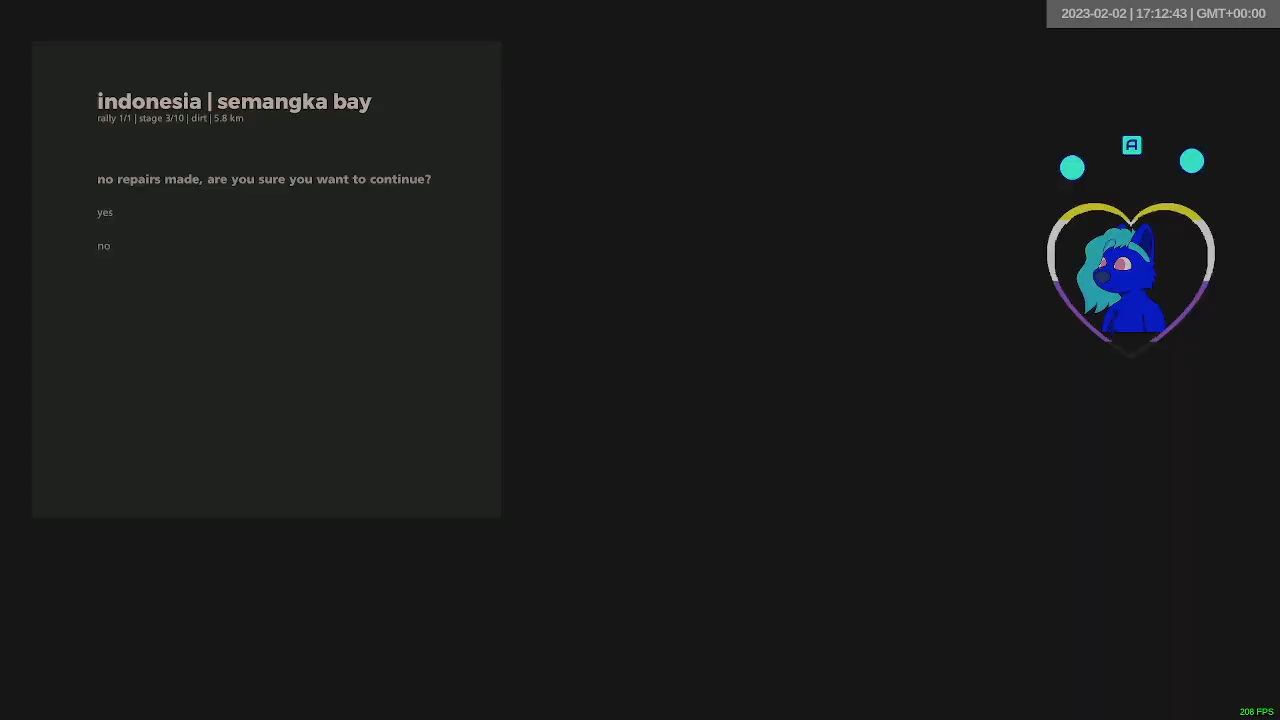 2023-02-02 | 17:12:43 | GMT+00:00
indonesia | semangka bay
rally 1/1 | stage 3/10 | dirt | 5.8 km
no repairs made, are you sure you want to continue?
yes
no
A
208 FPS